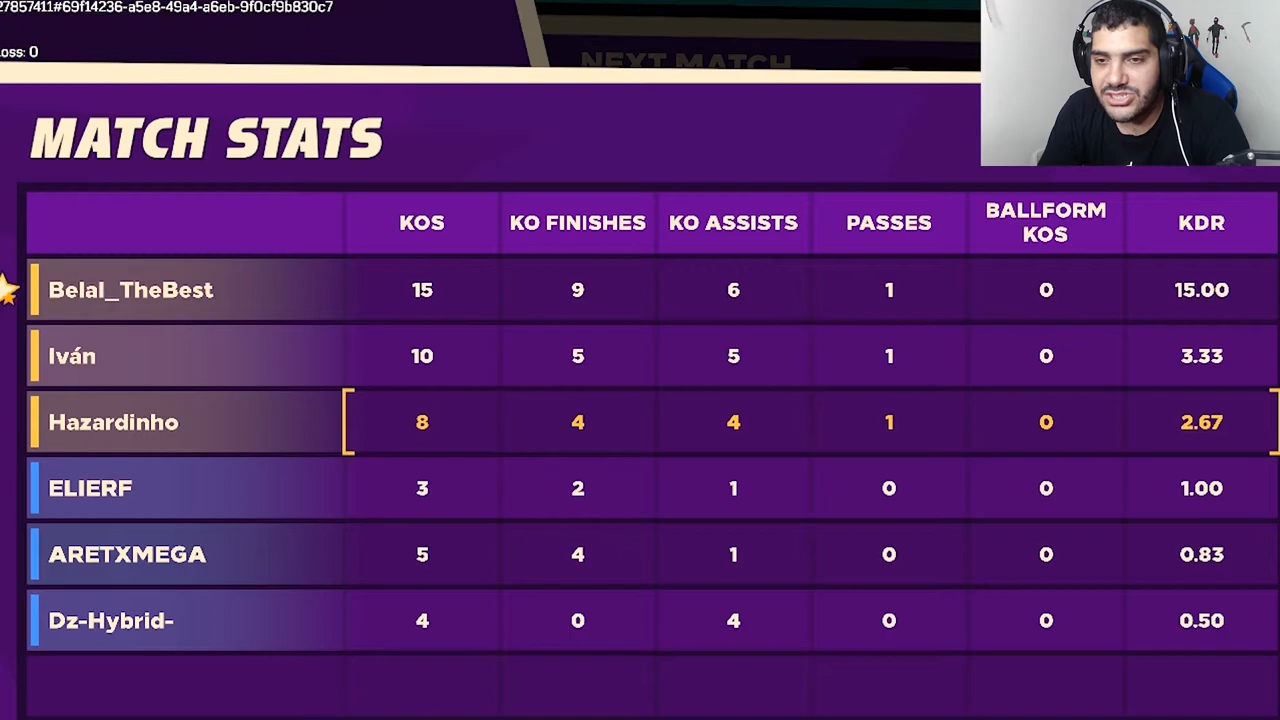 27857411#69f14236-a5e8-49a4-a6eb-9f0cf9b830c7
Loss: 0
NEXT MATCH
MATCH STATS
KOS KO FINISHES KO ASSISTS PASSES BALLFORM KOS KDR
Belal_TheBest 15 9 6 1 0 15.00
Iván 10 5 5 1 0 3.33
Hazardinho 8 4 4 1 0 2.67
ELIERF 3 2 1 0 0 1.00
ARETXMEGA 5 4 1 0 0 0.83
Dz-Hybrid- 4 0 4 0 0 0.50